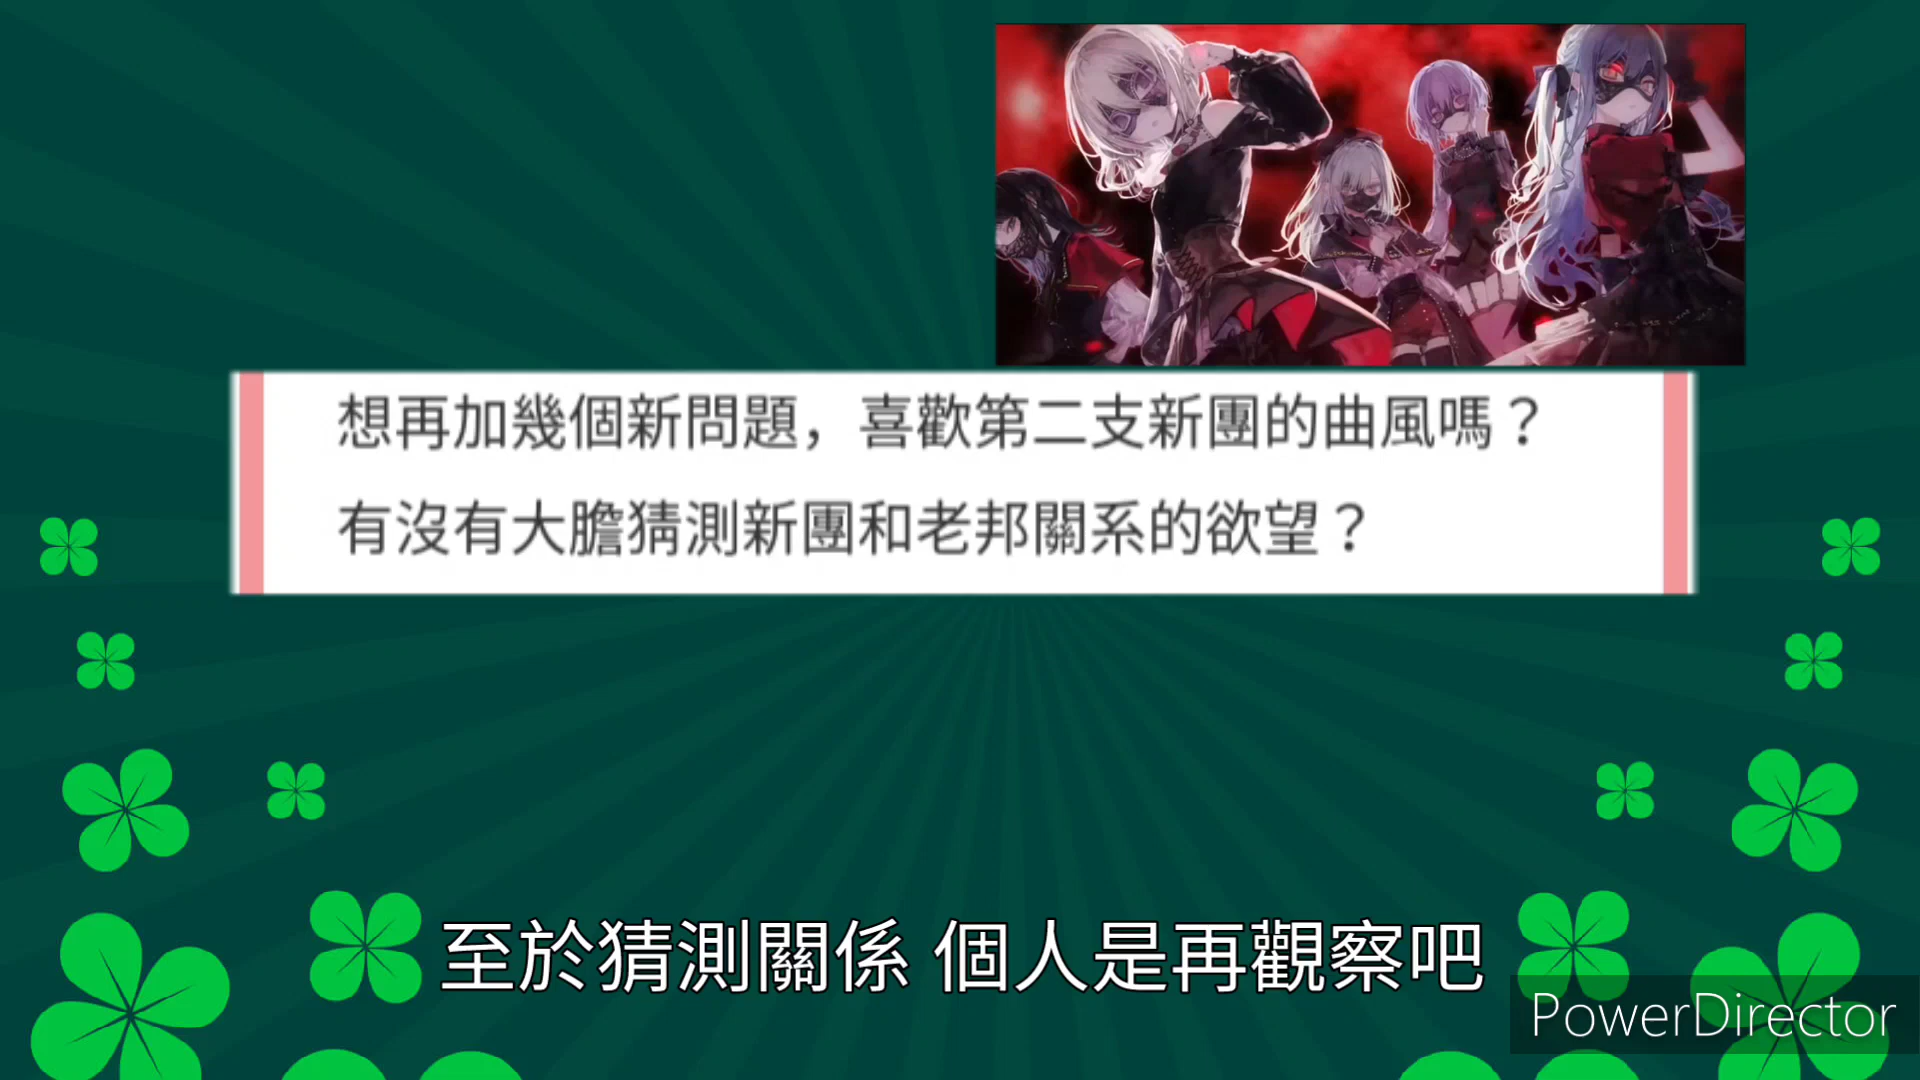 想再加幾個新問題，喜歡第二支新團的曲風嗎？
有沒有大膽猜測新團和老邦關系的欲望？
至於猜測關係 個人是再觀察吧
PowerDirector